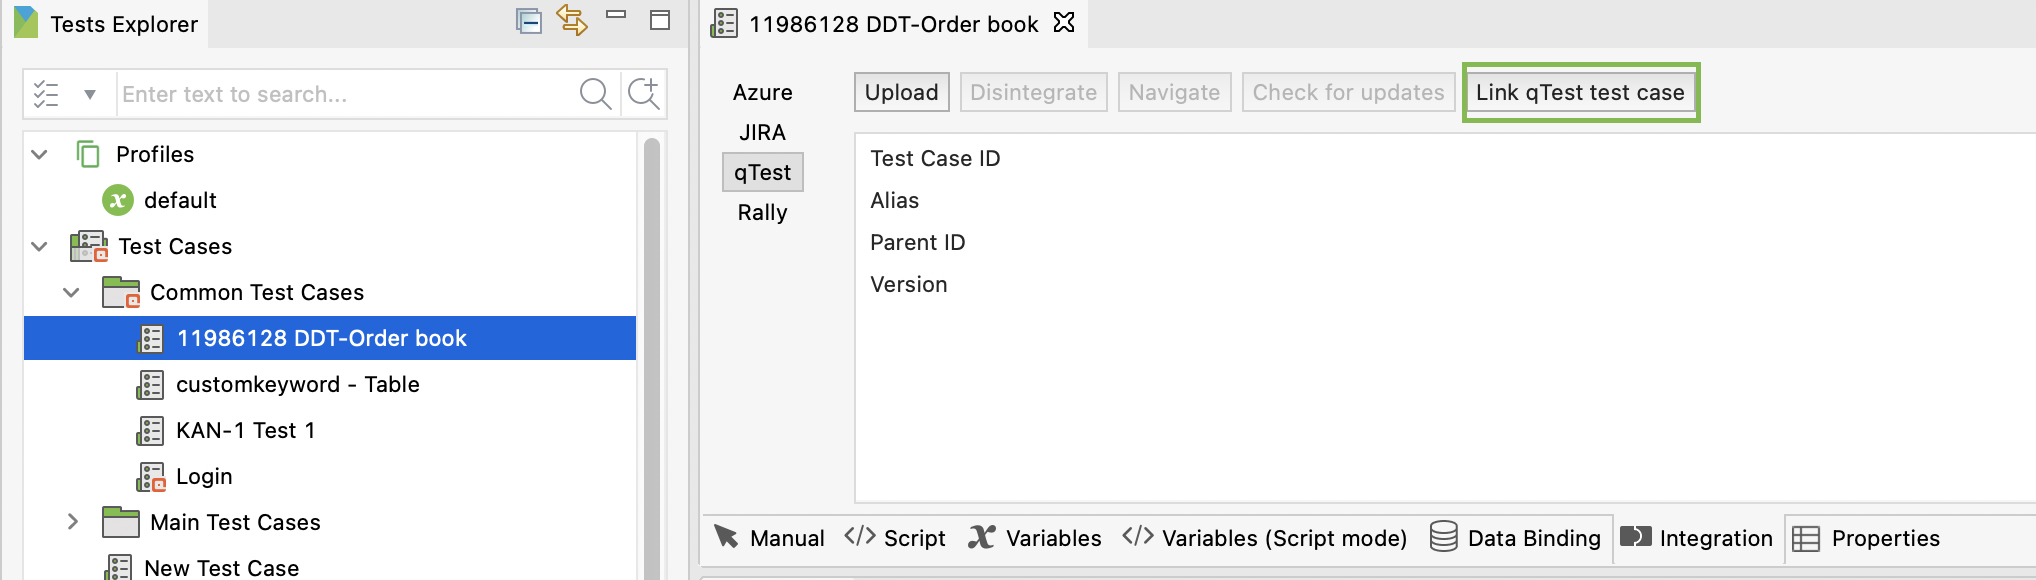 Tests Explorer
Enter text to search...
Profiles
default
Test Cases
Common Test Cases
11986128 DDT-Order book
customkeyword - Table
KAN-1 Test 1
Login
Main Test Cases
New Test Case
11986128 DDT-Order book
Azure
JIRA
qTest
Rally
Upload Disintegrate Navigate Check for updates Link qTest test case
Test Case ID
Alias
Parent ID
Version
Manual </> Script Variables </> Variables (Script mode) Data Binding Integration Properties